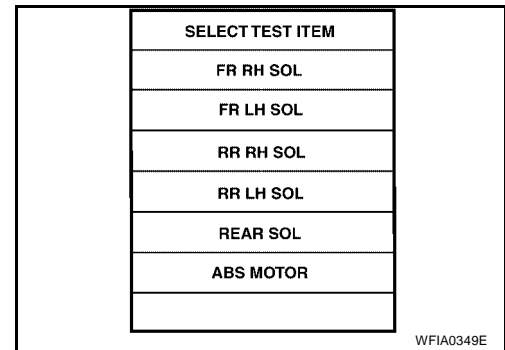 SELECT TEST ITEM
FR RH SOL
FR LH SOL
RR RH SOL
RR LH SOL
REAR SOL
ABS MOTOR
WFIA0349E